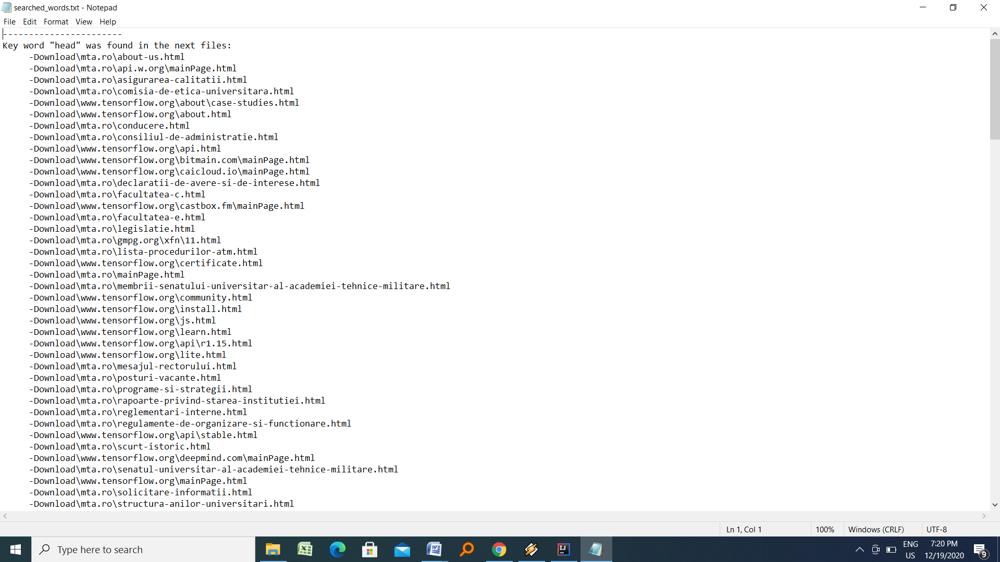 searched_words.txt - Notepad
File Edit Format View Help
-----------------------
Key word "head" was found in the next files:
-Download\mta.ro\about-us.html
-Download\mta.ro\api.w.org\mainPage.html
-Download\mta.ro\asigurarea-calitatii.html
-Download\mta.ro\comisia-de-etica-universitara.html
-Download\www.tensorflow.org\about\case-studies.html
-Download\www.tensorflow.org\about.html
-Download\mta.ro\conducere.html
-Download\mta.ro\consiliul-de-administratie.html
-Download\www.tensorflow.org\api.html
-Download\www.tensorflow.org\bitmain.com\mainPage.html
-Download\www.tensorflow.org\caicloud.io\mainPage.html
-Download\mta.ro\declaratii-de-avere-si-de-interese.html
-Download\mta.ro\facultatea-c.html
-Download\www.tensorflow.org\castbox.fm\mainPage.html
-Download\mta.ro\facultatea-e.html
-Download\mta.ro\legislatie.html
-Download\mta.ro\gmpg.org\xfn\11.html
-Download\mta.ro\lista-procedurilor-atm.html
-Download\www.tensorflow.org\certificate.html
-Download\mta.ro\mainPage.html
-Download\mta.ro\membrii-senatului-universitar-al-academiei-tehnice-militare.html
-Download\www.tensorflow.org\community.html
-Download\www.tensorflow.org\install.html
-Download\www.tensorflow.org\js.html
-Download\www.tensorflow.org\learn.html
-Download\www.tensorflow.org\api\r1.15.html
-Download\www.tensorflow.org\lite.html
-Download\mta.ro\mesajul-rectorului.html
-Download\mta.ro\posturi-vacante.html
-Download\mta.ro\programe-si-strategii.html
-Download\mta.ro\rapoarte-privind-starea-institutiei.html
-Download\mta.ro\reglementari-interne.html
-Download\mta.ro\regulamente-de-organizare-si-functionare.html
-Download\www.tensorflow.org\api\stable.html
-Download\mta.ro\scurt-istoric.html
-Download\www.tensorflow.org\deepmind.com\mainPage.html
-Download\mta.ro\senatul-universitar-al-academiei-tehnice-militare.html
-Download\www.tensorflow.org\mainPage.html
-Download\mta.ro\solicitare-informatii.html
-Download\mta.ro\structura-anilor-universitari.html
Ln 1, Col 1 100% Windows (CRLF) UTF-8
Type here to search
ENG 7:20 PM
US 12/19/2020 9